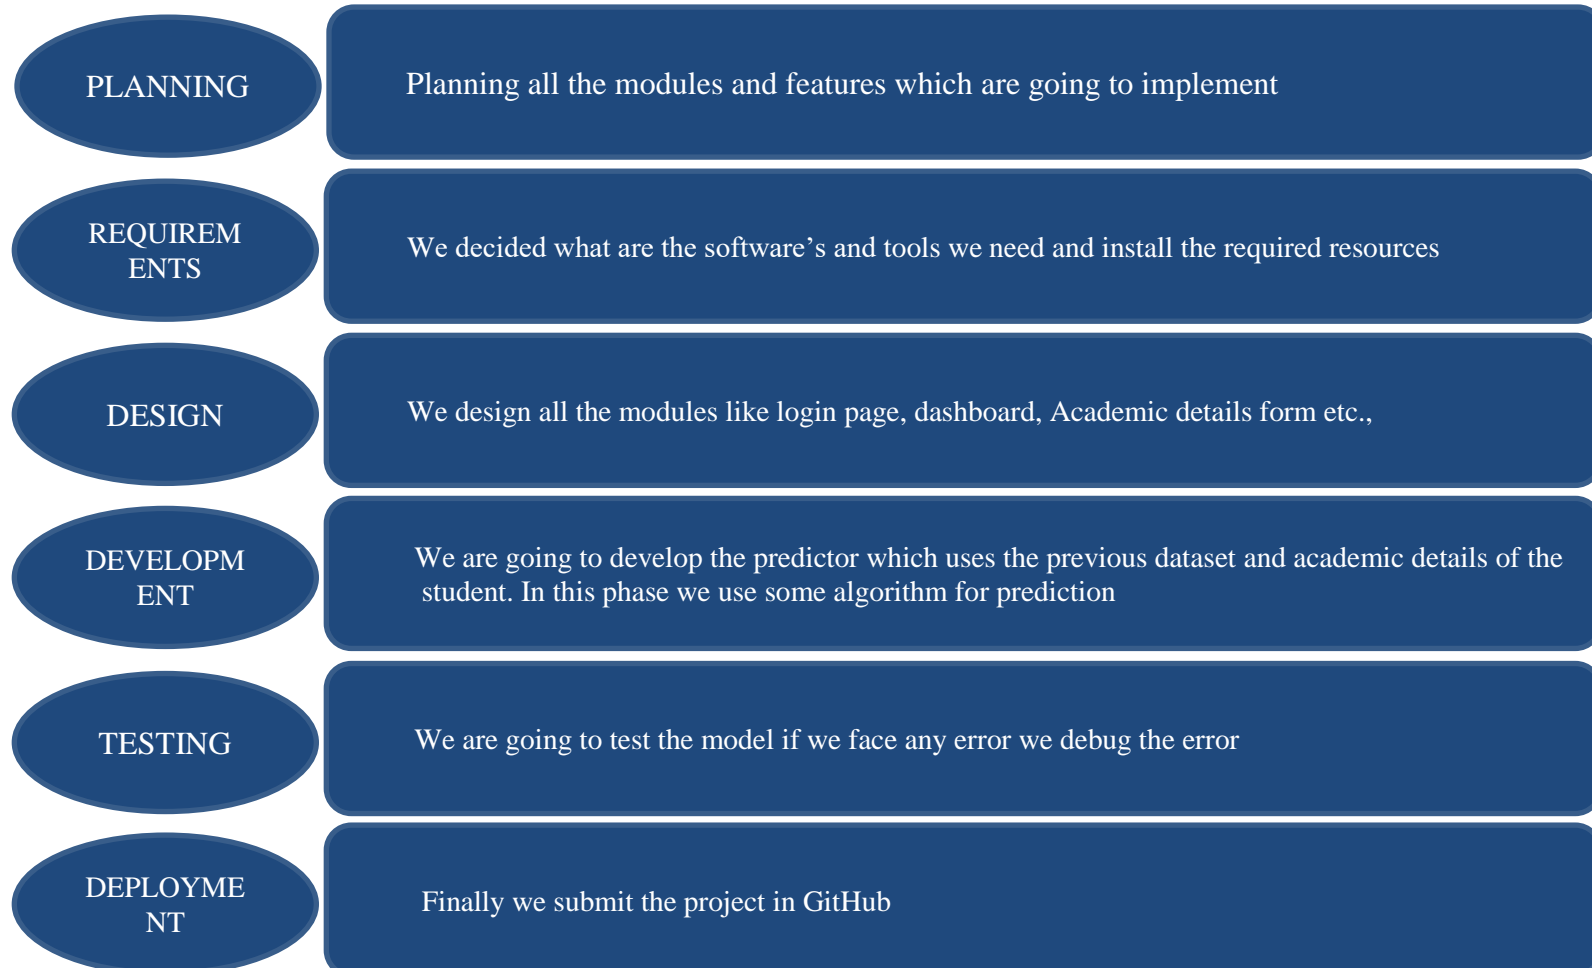 PLANNING
Planning all the modules and features which are going to implement
REQUIREM
ENTS
We decided what are the software’s and tools we need and install the required resources
DESIGN
We design all the modules like login page, dashboard, Academic details form etc.,
DEVELOPM
ENT
We are going to develop the predictor which uses the previous dataset and academic details of the
student. In this phase we use some algorithm for prediction
TESTING
We are going to test the model if we face any error we debug the error
DEPLOYME
NT
Finally we submit the project in GitHub